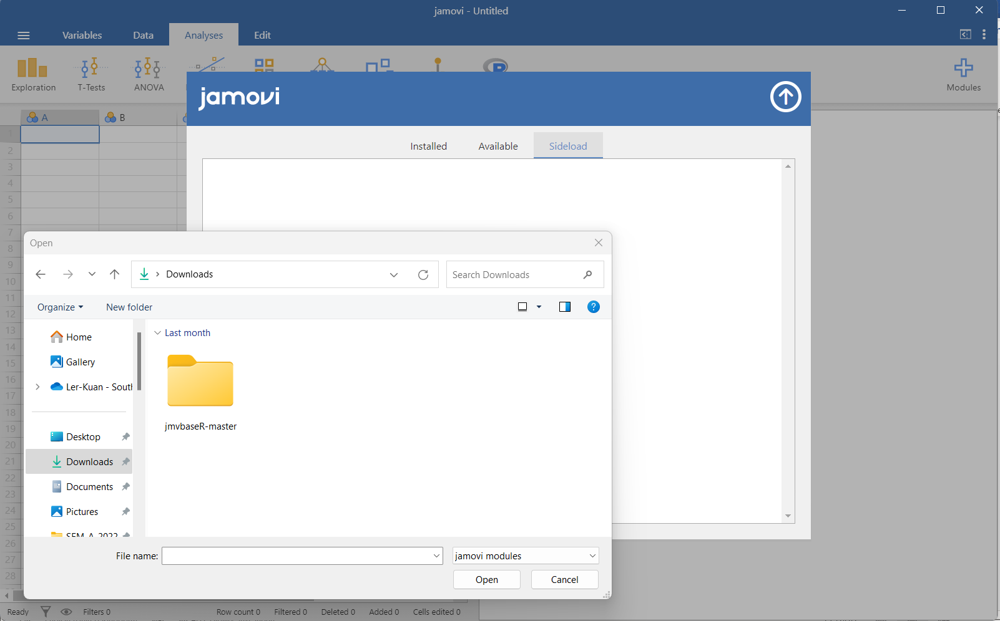 jamovi - Untitled
Variables
Data
Analyses
Edit
Exploration
T-Tests
ANOVA
R
Modules
jamovi
A
B
Installed
Available
Sideload
1
2
3
4
5
6
7
8
9
10
11
12
13
14
15
16
17
18
19
20
21
22
23
24
25
26
27
28
Open
Downloads
Search Downloads
Organize
New folder
?
Home
Gallery
Ler-Kuan - South
Desktop
Downloads
Documents
Pictures
SEM_A_2022
Last month
jmvbaseR-master
File name:
jamovi modules
Open
Cancel
Ready
Filters 0
Row count 0
Filtered 0
Deleted 0
Added 0
Cells edited 0